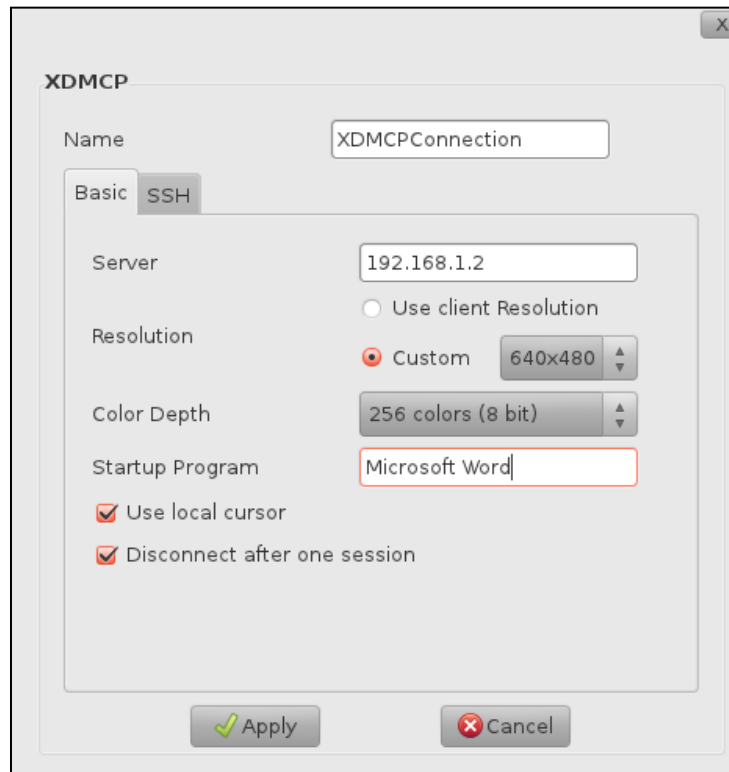 X
XDMCP
Name XDMCPConnection
Basic SSH
Server 192.168.1.2
Use client Resolution
Resolution
Custom 640x480
Color Depth 256 colors (8 bit)
Startup Program Microsoft Word
Use local cursor
Disconnect after one session
Apply Cancel